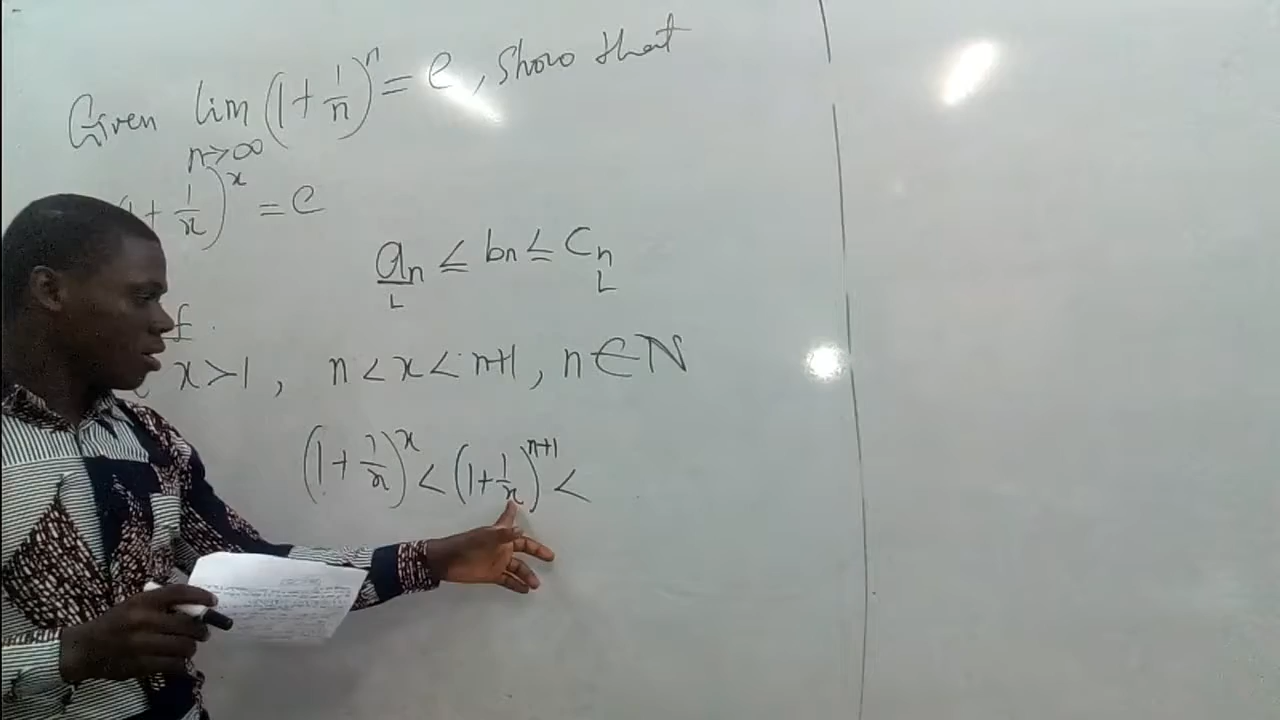 Given lim (1 + 1/n)^n = e, show that
n→∞
(1 + 1/x)^x = e
a_n ≤ b_n ≤ c_n
L L
f.
x > 1, n < x < n+1, n ∈ ℕ
(1 + 1/x)^x < (1 + 1/x)^{n+1} <